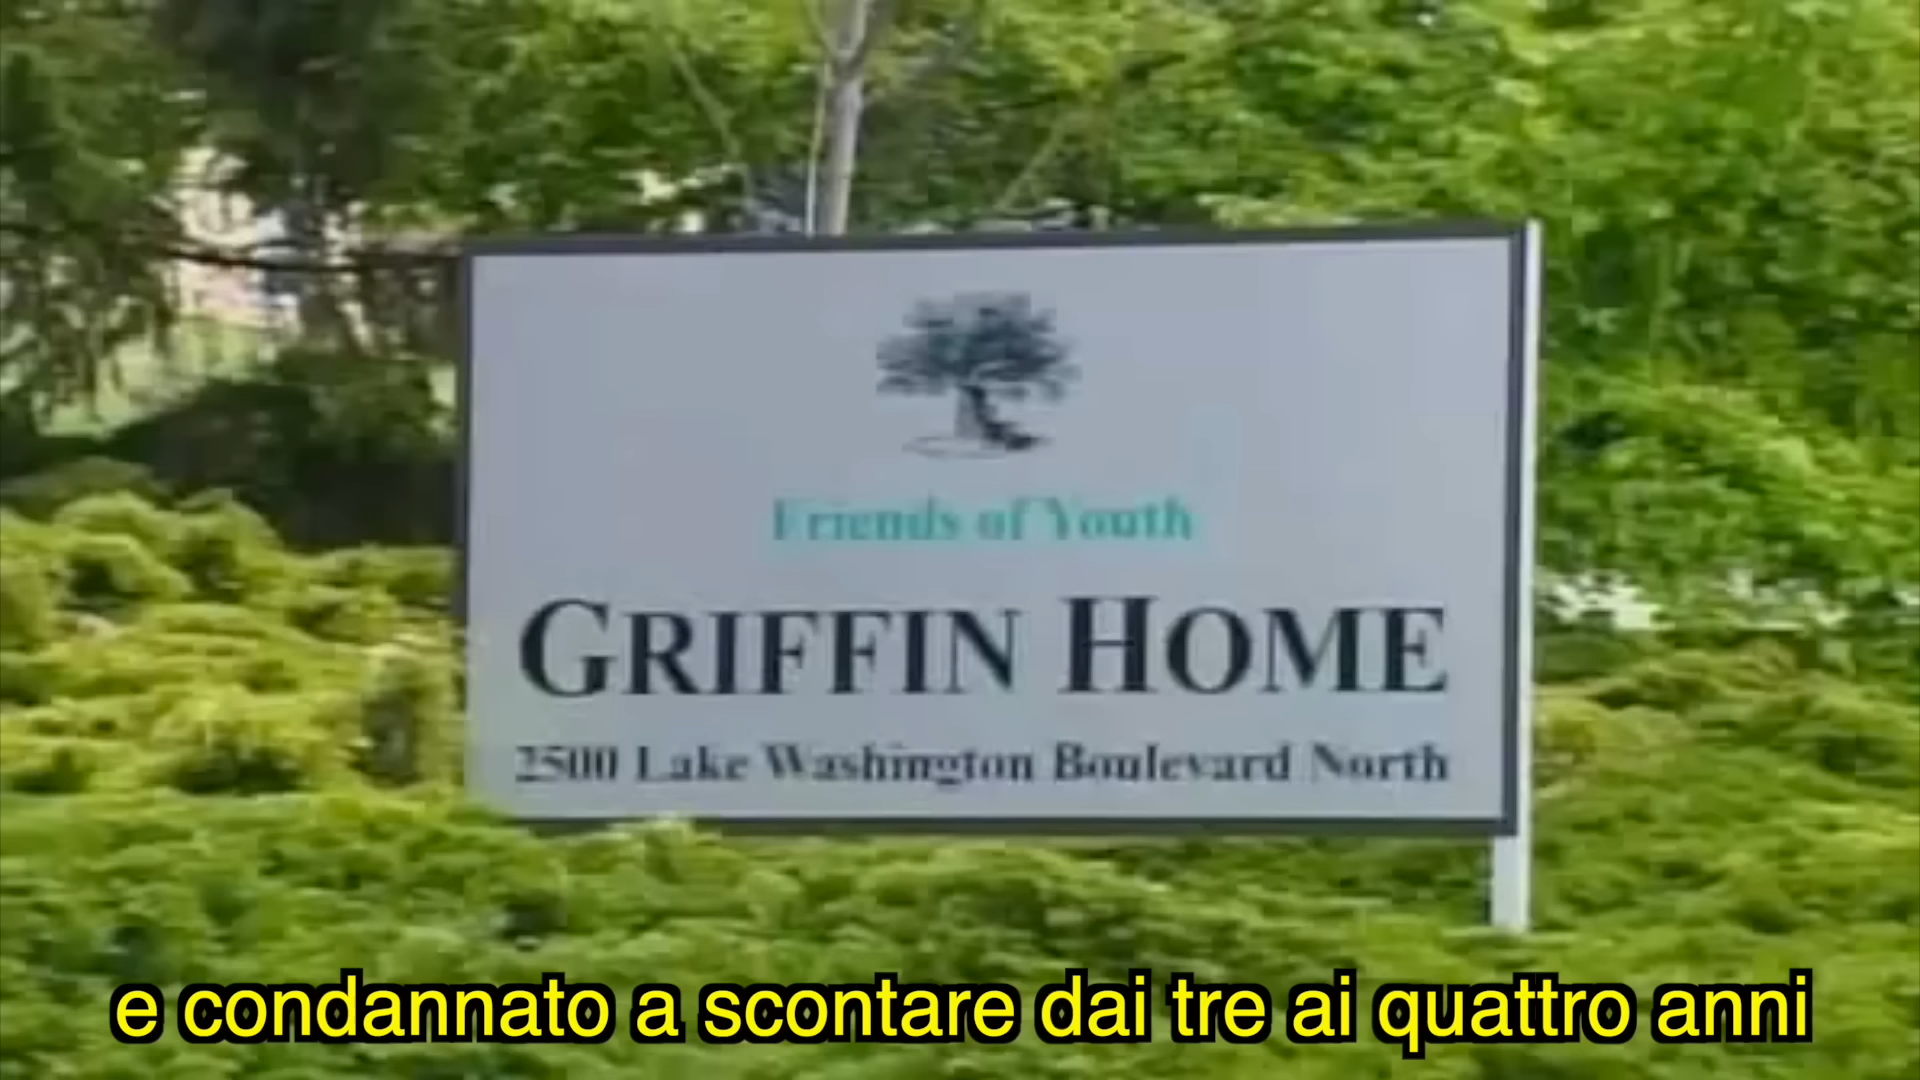 Friends of Youth
GRIFFIN HOME
2500 Lake Washington Boulevard North
e condannato a scontare dai tre ai quattro anni